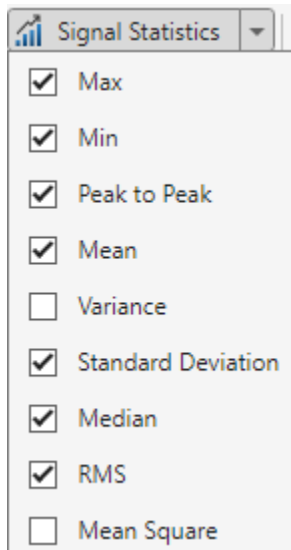 Signal Statistics
Max
Min
Peak to Peak
Mean
Variance
Standard Deviation
Median
RMS
Mean Square